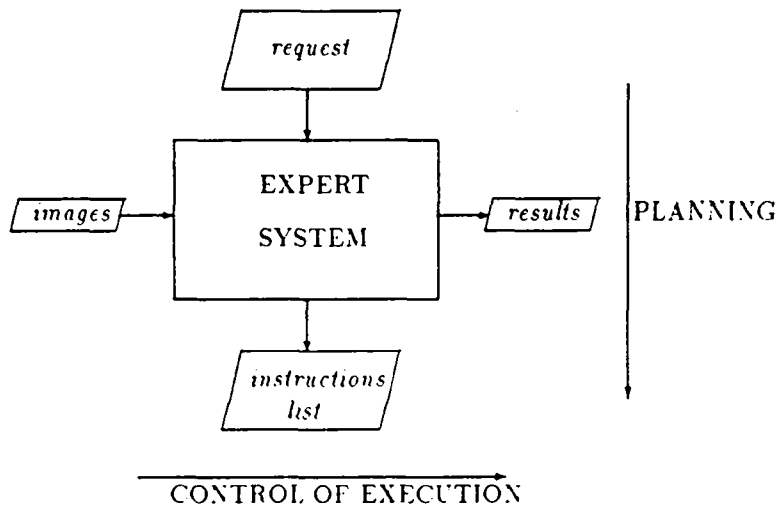 request
EXPERT
SYSTEM
images
results
PLANNING
instructions
list
CONTROL OF EXECUTION